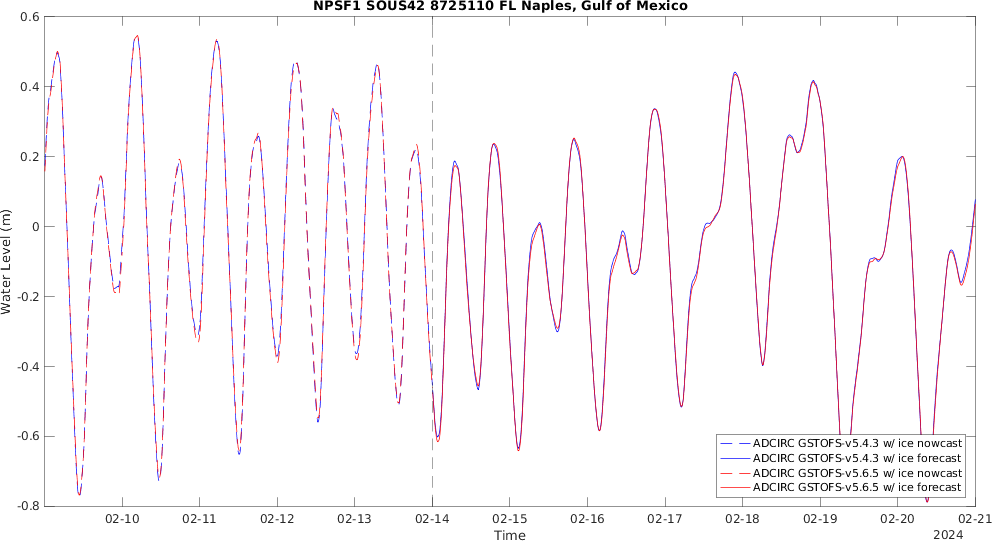 NPSF1 SOUS42 8725110 FL Naples, Gulf of Mexico
0.6
0.4
0.2
0
-0.2
-0.4
-0.6
-0.8
Water Level (m)
ADCIRC GSTOFS-v5.4.3 w/ ice nowcast
ADCIRC GSTOFS-v5.4.3 w/ ice forecast
ADCIRC GSTOFS-v5.6.5 w/ ice nowcast
ADCIRC GSTOFS-v5.6.5 w/ ice forecast
02-10 02-11 02-12 02-13 02-14 02-15 02-16 02-17 02-18 02-19 02-20 02-21
Time
2024